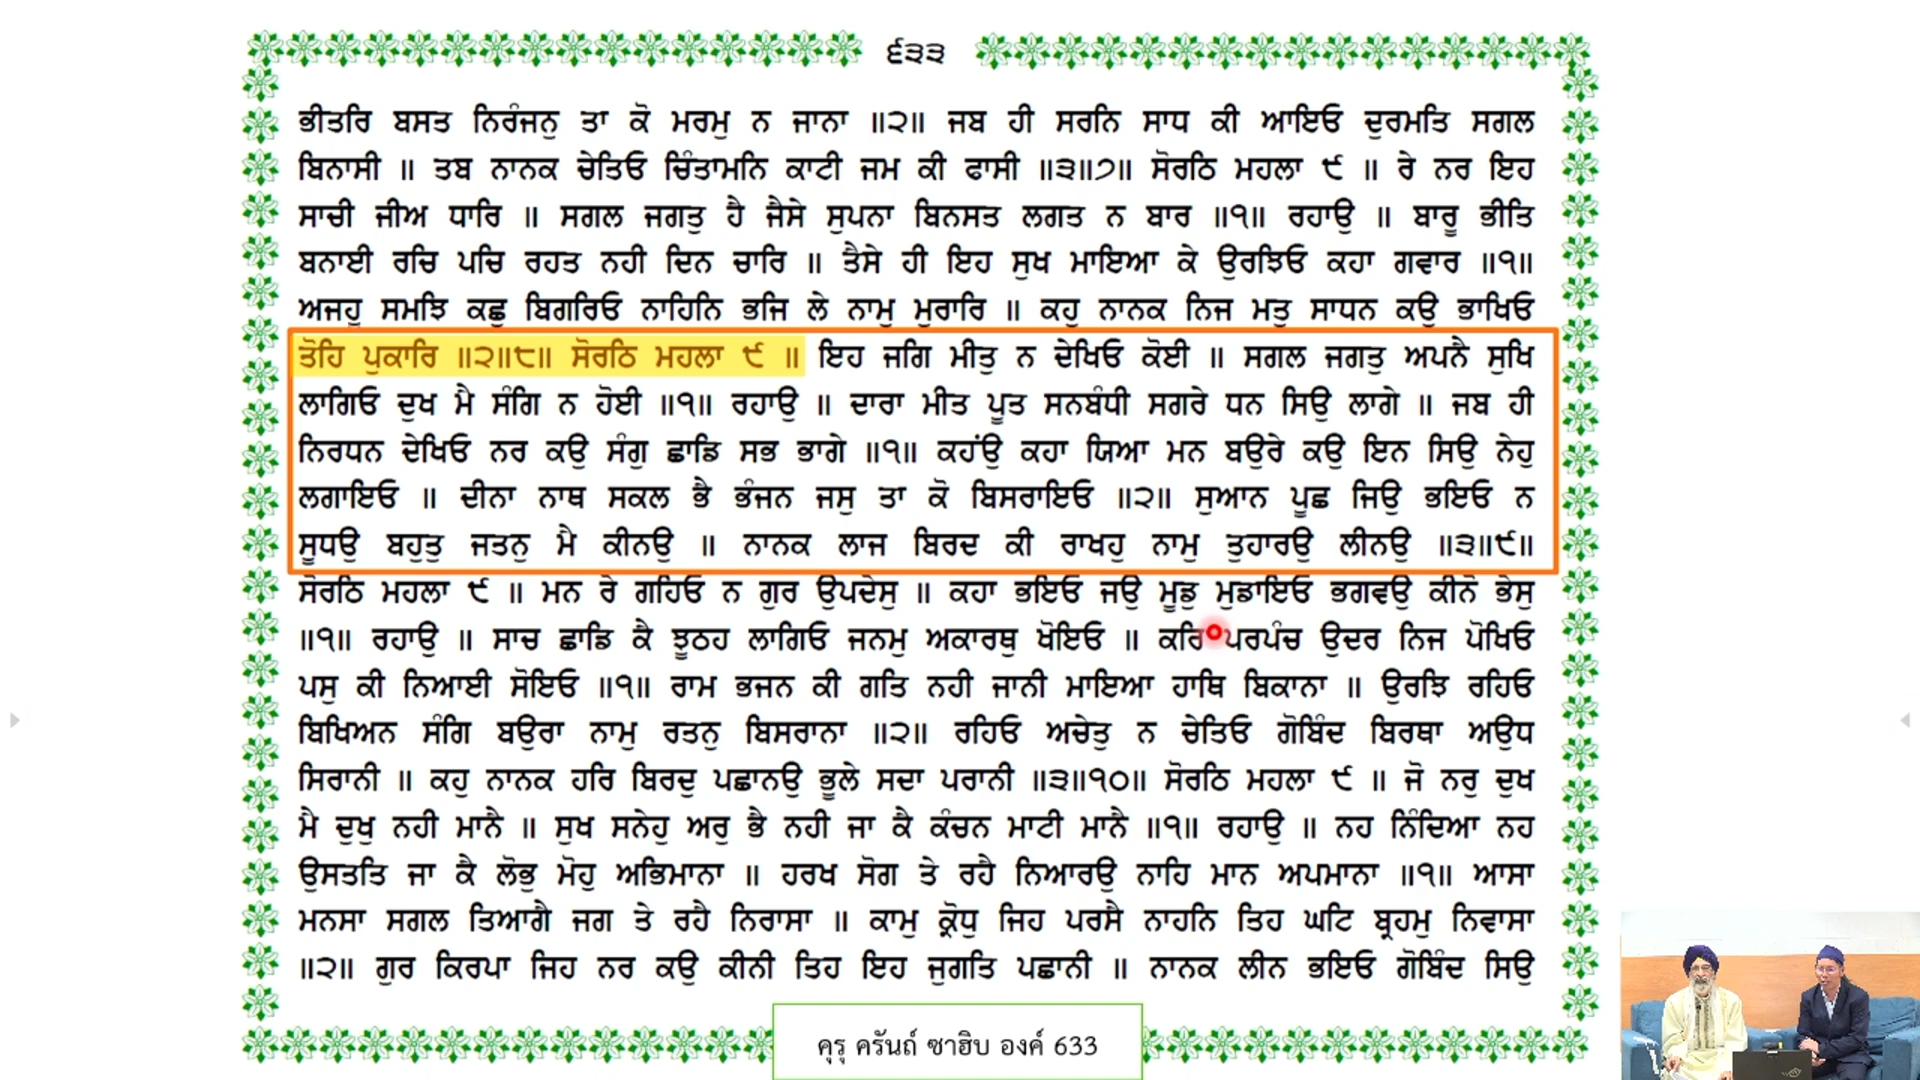 ੬੩੩
ਭੀਤਰਿ ਬਸਤ ਨਿਰੰਜਨੁ ਤਾ ਕੋ ਮਰਮੁ ਨ ਜਾਨਾ ॥੨॥ ਜਬ ਹੀ ਸਰਨਿ ਸਾਧ ਕੀ ਆਇਓ ਦੁਰਮਤਿ ਸਗਲ
ਬਿਨਾਸੀ ॥ ਤਬ ਨਾਨਕ ਚੇਤਿਓ ਚਿੰਤਾਮਨਿ ਕਾਟੀ ਜਮ ਕੀ ਫਾਸੀ ॥੩॥੭॥ ਸੋਰਠਿ ਮਹਲਾ ੯ ॥ ਰੇ ਨਰ ਇਹ
ਸਾਚੀ ਜੀਅ ਧਾਰਿ ॥ ਸਗਲ ਜਗਤੁ ਹੈ ਜੈਸੇ ਸੁਪਨਾ ਬਿਨਸਤ ਲਗਤ ਨ ਬਾਰ ॥੧॥ ਰਹਾਉ ॥ ਬਾਰੂ ਭੀਤਿ
ਬਨਾਈ ਰਚਿ ਪਚਿ ਰਹਤ ਨਹੀ ਦਿਨ ਚਾਰਿ ॥ ਤੈਸੇ ਹੀ ਇਹ ਸੁਖ ਮਾਇਆ ਕੇ ਉਰਝਿਓ ਕਹਾ ਗਵਾਰ ॥੧॥
ਅਜਹੁ ਸਮਝਿ ਕਛੁ ਬਿਗਰਿਓ ਨਾਹਿਨਿ ਭਜਿ ਲੇ ਨਾਮੁ ਮੁਰਾਰਿ ॥ ਕਹੁ ਨਾਨਕ ਨਿਜ ਮਤੁ ਸਾਧਨ ਕਉ ਭਾਖਿਓ
ਤੋਹਿ ਪੁਕਾਰਿ ॥੨॥੮॥ ਸੋਰਠਿ ਮਹਲਾ ੯ ॥ ਇਹ ਜਗਿ ਮੀਤੁ ਨ ਦੇਖਿਓ ਕੋਈ ॥ ਸਗਲ ਜਗਤੁ ਅਪਨੈ ਸੁਖਿ
ਲਾਗਿਓ ਦੁਖ ਮੈ ਸੰਗਿ ਨ ਹੋਈ ॥੧॥ ਰਹਾਉ ॥ ਦਾਰਾ ਮੀਤ ਪੂਤ ਸਨਬੰਧੀ ਸਗਰੇ ਧਨ ਸਿਉ ਲਾਗੇ ॥ ਜਬ ਹੀ
ਨਿਰਧਨ ਦੇਖਿਓ ਨਰ ਕਉ ਸੰਗੁ ਛਾਡਿ ਸਭ ਭਾਗੇ ॥੧॥ ਕਹਂਉ ਕਹਾ ਯਿਆ ਮਨ ਬਉਰੇ ਕਉ ਇਨ ਸਿਉ ਨੇਹੁ
ਲਗਾਇਓ ॥ ਦੀਨਾ ਨਾਥ ਸਕਲ ਭੈ ਭੰਜਨ ਜਸੁ ਤਾ ਕੋ ਬਿਸਰਾਇਓ ॥੨॥ ਸੁਆਨ ਪੂਛ ਜਿਉ ਭਇਓ ਨ
ਸੂਧਉ ਬਹੁਤੁ ਜਤਨੁ ਮੈ ਕੀਨਉ ॥ ਨਾਨਕ ਲਾਜ ਬਿਰਦ ਕੀ ਰਾਖਹੁ ਨਾਮੁ ਤੁਹਾਰਉ ਲੀਨਉ ॥੩॥੯॥
ਸੋਰਠਿ ਮਹਲਾ ੯ ॥ ਮਨ ਰੇ ਗਹਿਓ ਨ ਗੁਰ ਉਪਦੇਸੁ ॥ ਕਹਾ ਭਇਓ ਜਉ ਮੂਡੁ ਮੁਡਾਇਓ ਭਗਵਉ ਕੀਨੋ ਭੇਸੁ
॥੧॥ ਰਹਾਉ ॥ ਸਾਚ ਛਾਡਿ ਕੈ ਝੂਠਹ ਲਾਗਿਓ ਜਨਮੁ ਅਕਾਰਥੁ ਖੋਇਓ ॥ ਕਰਿ ਪਰਪੰਚ ਉਦਰ ਨਿਜ ਪੋਖਿਓ
ਪਸੁ ਕੀ ਨਿਆਈ ਸੋਇਓ ॥੧॥ ਰਾਮ ਭਜਨ ਕੀ ਗਤਿ ਨਹੀ ਜਾਨੀ ਮਾਇਆ ਹਾਥਿ ਬਿਕਾਨਾ ॥ ਉਰਝਿ ਰਹਿਓ
ਬਿਖਿਅਨ ਸੰਗਿ ਬਉਰਾ ਨਾਮੁ ਰਤਨੁ ਬਿਸਰਾਨਾ ॥੨॥ ਰਹਿਓ ਅਚੇਤੁ ਨ ਚੇਤਿਓ ਗੋਬਿੰਦ ਬਿਰਥਾ ਅਉਧ
ਸਿਰਾਨੀ ॥ ਕਹੁ ਨਾਨਕ ਹਰਿ ਬਿਰਦੁ ਪਛਾਨਉ ਭੂਲੇ ਸਦਾ ਪਰਾਨੀ ॥੩॥੧੦॥ ਸੋਰਠਿ ਮਹਲਾ ੯ ॥ ਜੋ ਨਰੁ ਦੁਖ
ਮੈ ਦੁਖੁ ਨਹੀ ਮਾਨੈ ॥ ਸੁਖ ਸਨੇਹੁ ਅਰੁ ਭੈ ਨਹੀ ਜਾ ਕੈ ਕੰਚਨ ਮਾਟੀ ਮਾਨੈ ॥੧॥ ਰਹਾਉ ॥ ਨਹ ਨਿੰਦਿਆ ਨਹ
ਉਸਤਤਿ ਜਾ ਕੈ ਲੋਭੁ ਮੋਹੁ ਅਭਿਮਾਨਾ ॥ ਹਰਖ ਸੋਗ ਤੇ ਰਹੈ ਨਿਆਰਉ ਨਾਹਿ ਮਾਨ ਅਪਮਾਨਾ ॥੧॥ ਆਸਾ
ਮਨਸਾ ਸਗਲ ਤਿਆਗੈ ਜਗ ਤੇ ਰਹੈ ਨਿਰਾਸਾ ॥ ਕਾਮੁ ਕ੍ਰੋਧੁ ਜਿਹ ਪਰਸੈ ਨਾਹਨਿ ਤਿਹ ਘਟਿ ਬ੍ਰਹਮੁ ਨਿਵਾਸਾ
॥੨॥ ਗੁਰ ਕਿਰਪਾ ਜਿਹ ਨਰ ਕਉ ਕੀਨੀ ਤਿਹ ਇਹ ਜੁਗਤਿ ਪਛਾਨੀ ॥ ਨਾਨਕ ਲੀਨ ਭਇਓ ਗੋਬਿੰਦ ਸਿਉ
คุรุ ครันถ์ ซาฮิบ องค์ 633